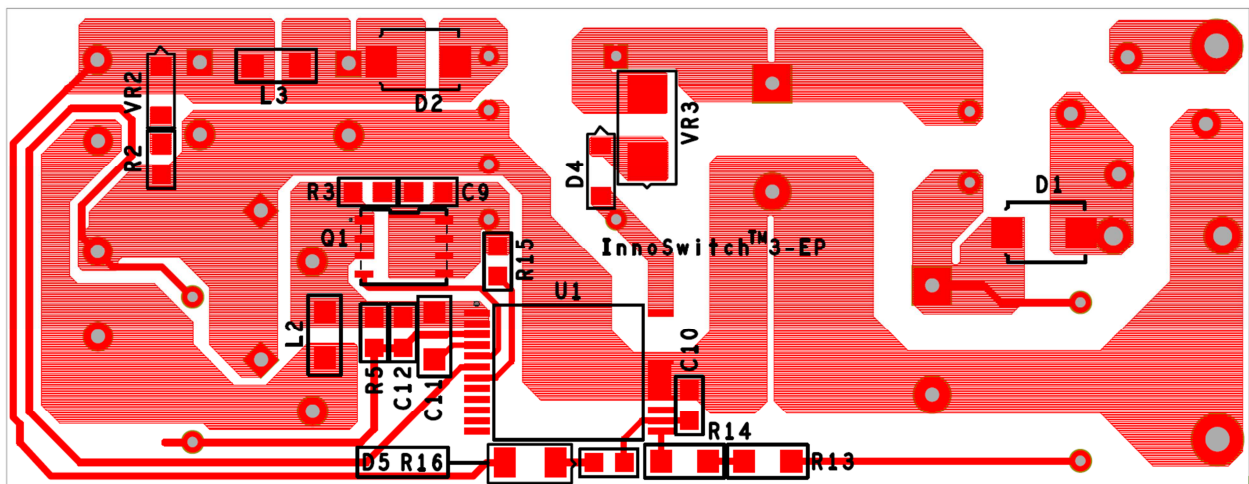 VR2
L3
D2
VR3
R2
D4
R3
C9
D1
Q1
R15
InnoSwitch™3-EP
U1
L2
C10
R5
C12
C11
R14
D5 R16
R13